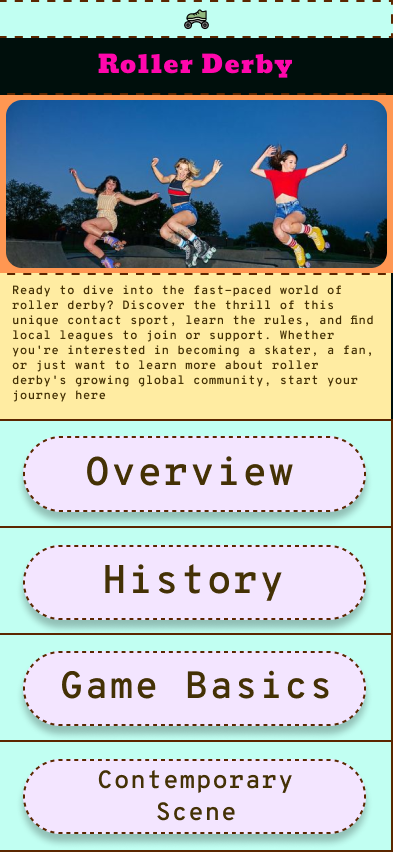 Roller Derby
Ready to dive into the fast-paced world of
roller derby? Discover the thrill of this
unique contact sport, learn the rules, and find
local leagues to join or support. Whether
you're interested in becoming a skater, a fan,
or just want to learn more about roller
derby's growing global community, start your
journey here
Overview
History
Game Basics
Contemporary
Scene